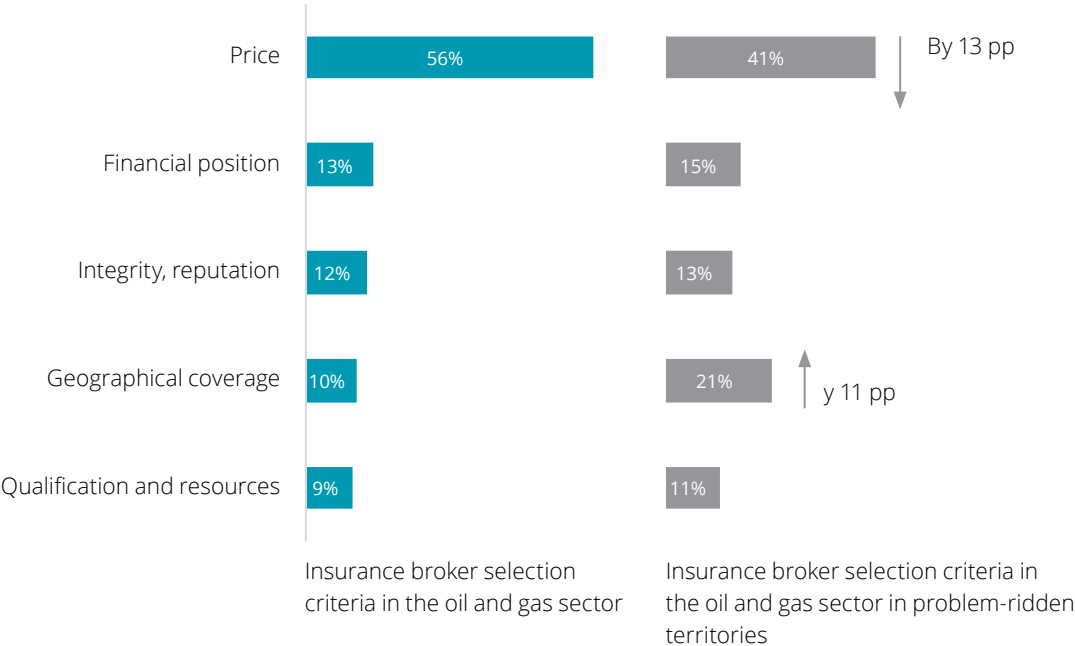 Price
56%
41%
By 13 pp
Financial position
13%
15%
Integrity, reputation
12%
13%
Geographical coverage
10%
21%
y 11 pp
Qualification and resources
9%
11%
Insurance broker selection
criteria in the oil and gas sector
Insurance broker selection criteria in
the oil and gas sector in problem-ridden
territories